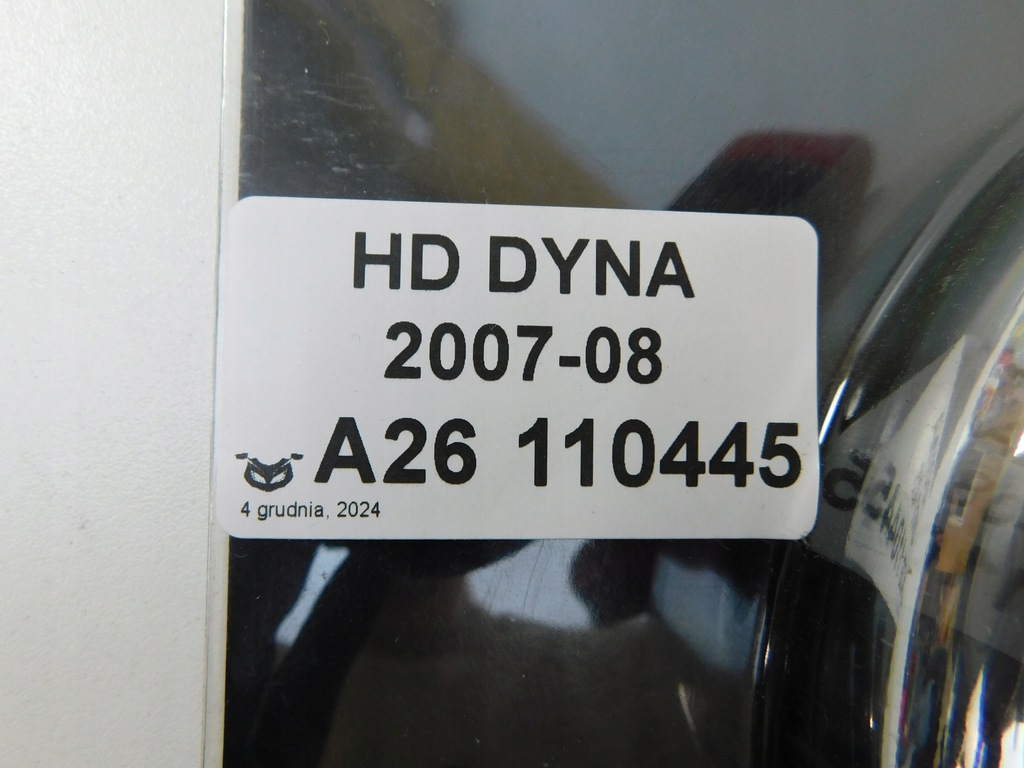 HD DYNA
2007-08
A26 110445
4 grudnia, 2024